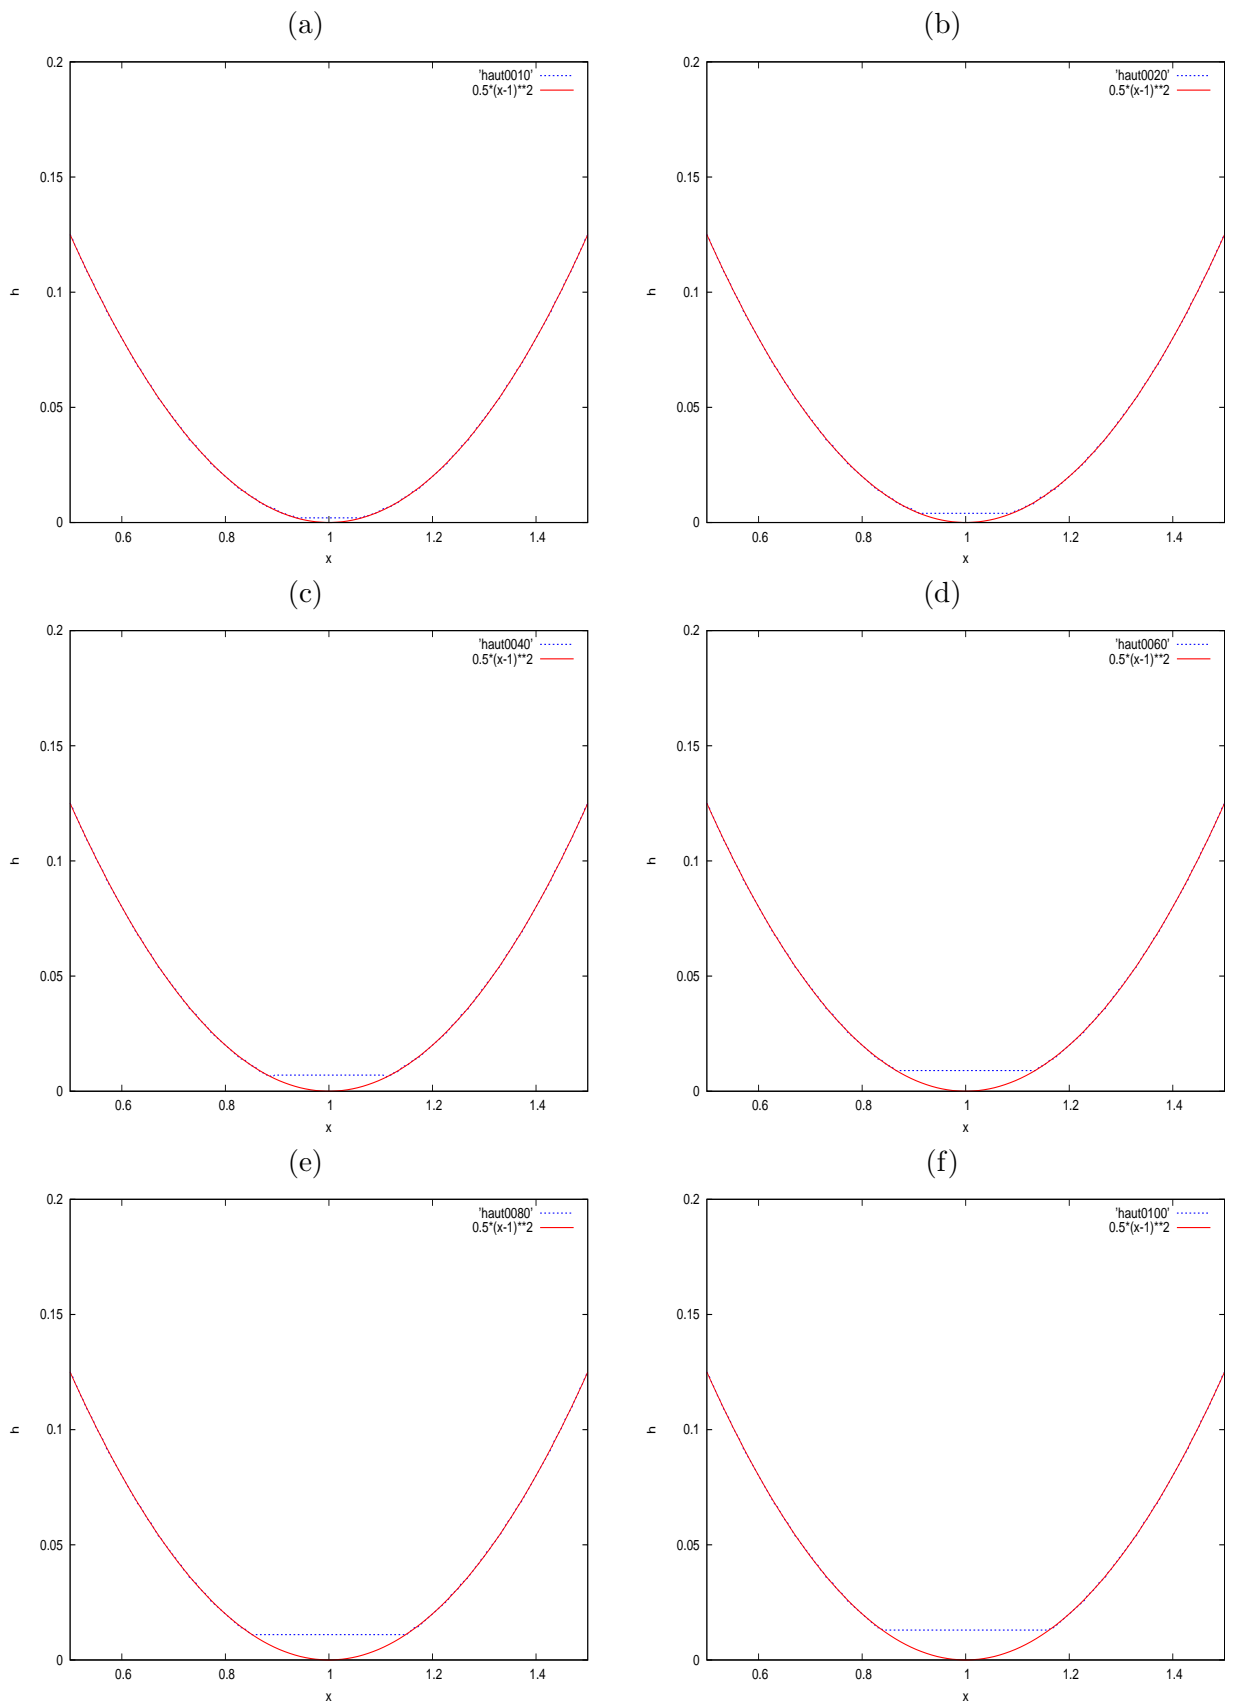 (a)
0.2
'haut0010'
0.5*(x-1)**2
0.15
h
0.1
0.05
0
0.6 0.8 1 1.2 1.4
x
(b)
0.2
'haut0020'
0.5*(x-1)**2
0.15
h
0.1
0.05
0
0.6 0.8 1 1.2 1.4
x
(c)
0.2
'haut0040'
0.5*(x-1)**2
0.15
h
0.1
0.05
0
0.6 0.8 1 1.2 1.4
x
(d)
0.2
'haut0060'
0.5*(x-1)**2
0.15
h
0.1
0.05
0
0.6 0.8 1 1.2 1.4
x
(e)
0.2
'haut0080'
0.5*(x-1)**2
0.15
h
0.1
0.05
0
0.6 0.8 1 1.2 1.4
x
(f)
0.2
'haut0100'
0.5*(x-1)**2
0.15
h
0.1
0.05
0
0.6 0.8 1 1.2 1.4
x